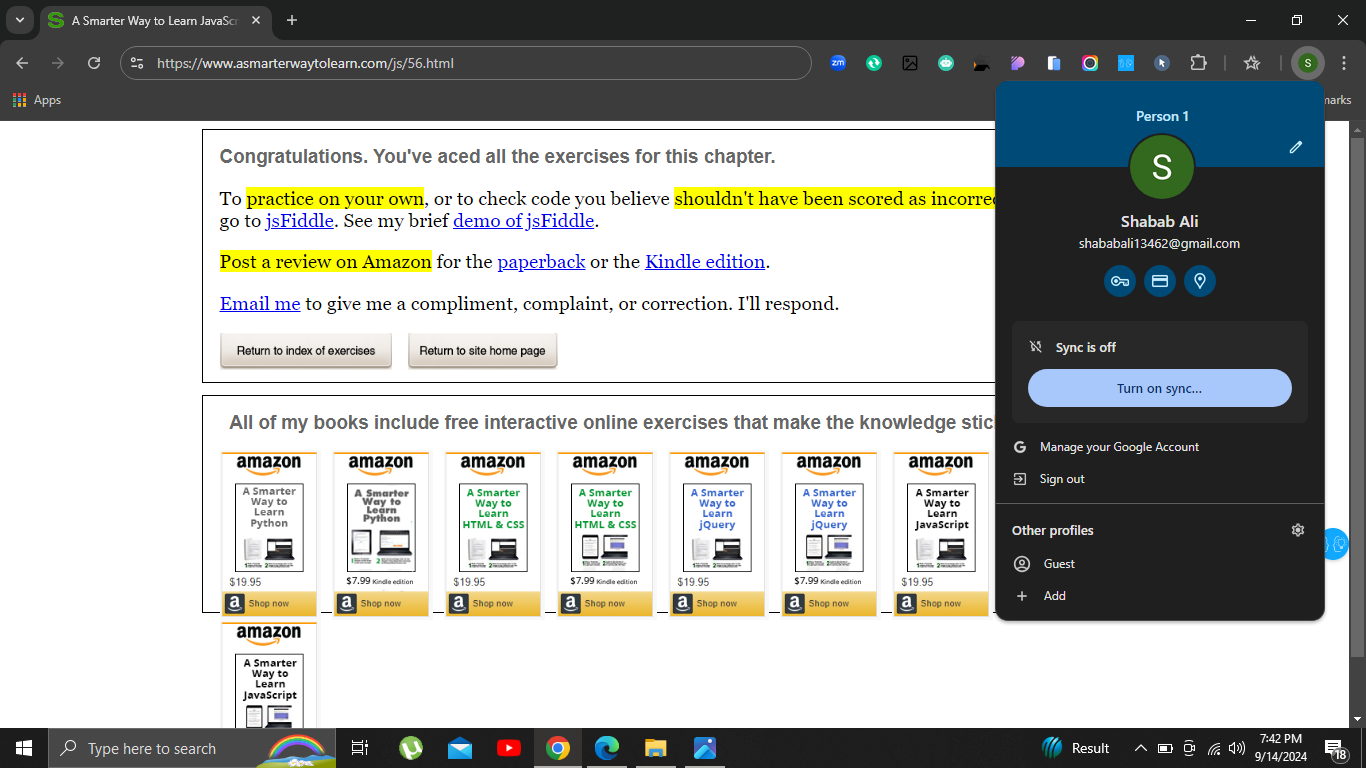 A Smarter Way to Learn JavaSc
https://www.asmarterwaytolearn.com/js/56.html
zm
S
Apps
marks
Congratulations. You've aced all the exercises for this chapter.
To practice on your own, or to check code you believe shouldn't have been scored as incorrec
go to jsFiddle. See my brief demo of jsFiddle.
Post a review on Amazon for the paperback or the Kindle edition.
Email me to give me a compliment, complaint, or correction. I'll respond.
Return to index of exercises
Return to site home page
All of my books include free interactive online exercises that make the knowledge stic
amazon
A Smarter
Way to
Learn
Python
$19.95
Shop now
amazon
A Smarter
Way to
Learn
Python
$7.99 Kindle edition
Shop now
amazon
A Smarter
Way to
Learn
HTML & CSS
$19.95
Shop now
amazon
A Smarter
Way to
Learn
HTML & CSS
$7.99 Kindle edition
Shop now
amazon
A Smarter
Way to
Learn
jQuery
$19.95
Shop now
amazon
A Smarter
Way to
Learn
jQuery
$7.99 Kindle edition
Shop now
amazon
A Smarter
Way to
Learn
JavaScript
$19.95
Shop now
amazon
A Smarter
Way to
Learn
JavaScript
Person 1
S
Shabab Ali
shababali13462@gmail.com
Sync is off
Turn on sync...
Manage your Google Account
Sign out
Other profiles
Guest
Add
Type here to search
Result
7:42 PM
9/14/2024
18